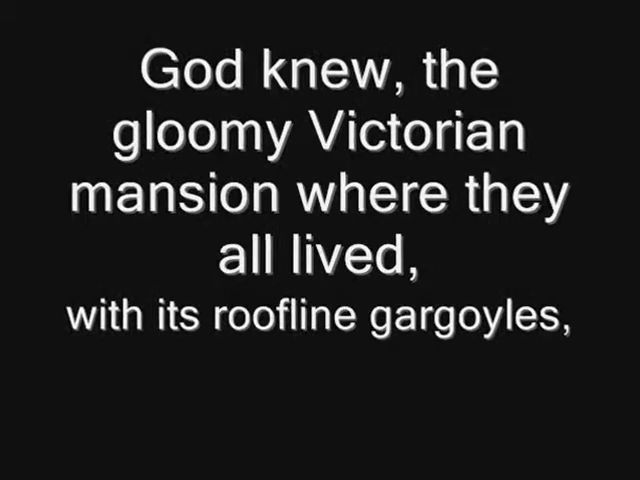 God knew, the
gloomy Victorian
mansion where they
all lived,
with its roofline gargoyles,